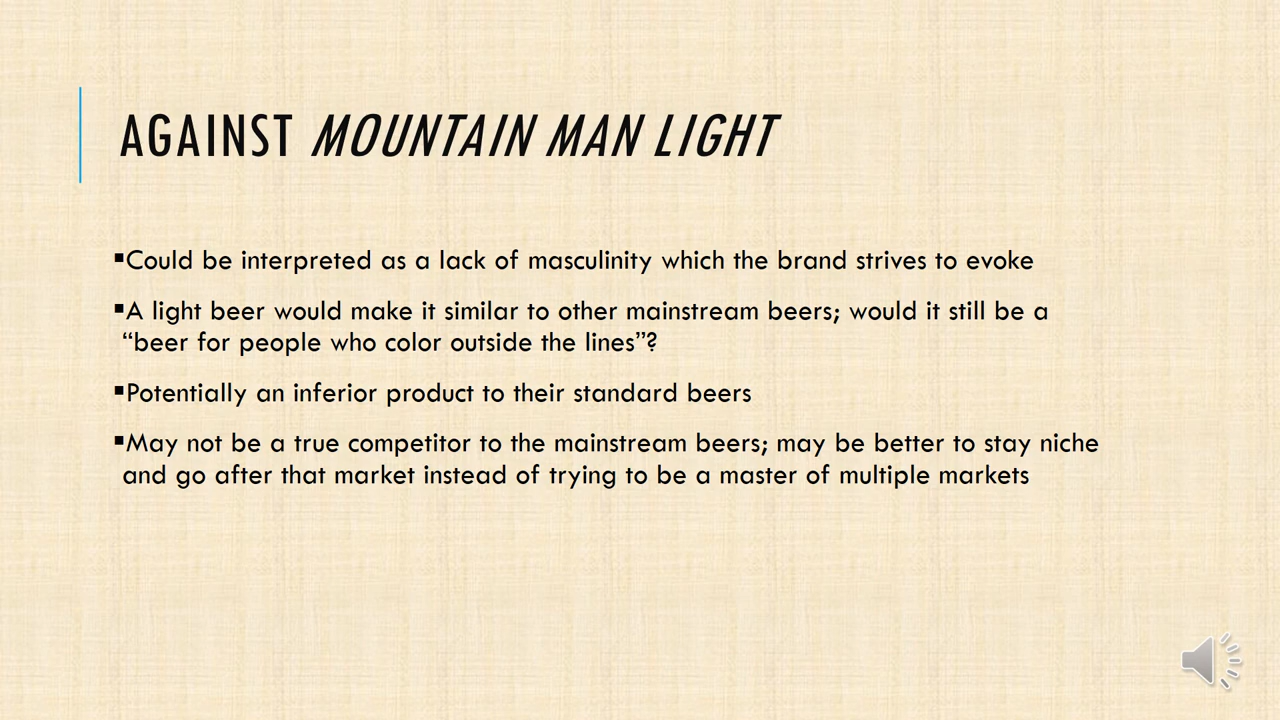 AGAINST MOUNTAIN MAN LIGHT
▪Could be interpreted as a lack of masculinity which the brand strives to evoke
▪A light beer would make it similar to other mainstream beers; would it still be a
“beer for people who color outside the lines”?
▪Potentially an inferior product to their standard beers
▪May not be a true competitor to the mainstream beers; may be better to stay niche
and go after that market instead of trying to be a master of multiple markets